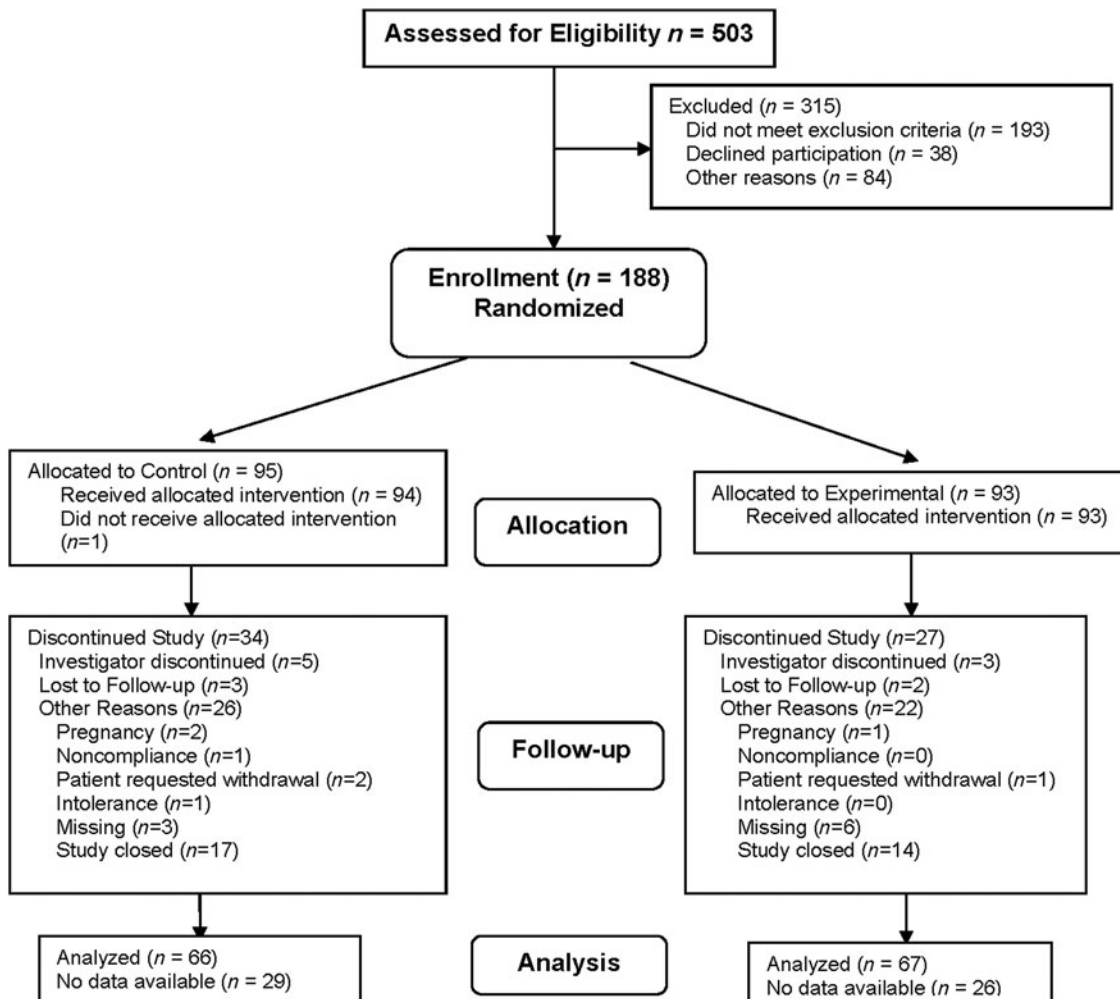 Assessed for Eligibility n = 503
Excluded (n = 315)
Did not meet exclusion criteria (n = 193)
Declined participation (n = 38)
Other reasons (n = 84)
Enrollment (n = 188)
Randomized
Allocated to Control (n = 95)
Received allocated intervention (n = 94)
Did not receive allocated intervention
(n=1)
Allocation
Allocated to Experimental (n = 93)
Received allocated intervention (n = 93)
Discontinued Study (n=34)
Investigator discontinued (n=5)
Lost to Follow-up (n=3)
Other Reasons (n=26)
Pregnancy (n=2)
Noncompliance (n=1)
Patient requested withdrawal (n=2)
Intolerance (n=1)
Missing (n=3)
Study closed (n=17)
Follow-up
Discontinued Study (n=27)
Investigator discontinued (n=3)
Lost to Follow-up (n=2)
Other Reasons (n=22)
Pregnancy (n=1)
Noncompliance (n=0)
Patient requested withdrawal (n=1)
Intolerance (n=0)
Missing (n=6)
Study closed (n=14)
Analyzed (n = 66)
No data available (n = 29)
Analysis
Analyzed (n = 67)
No data available (n = 26)